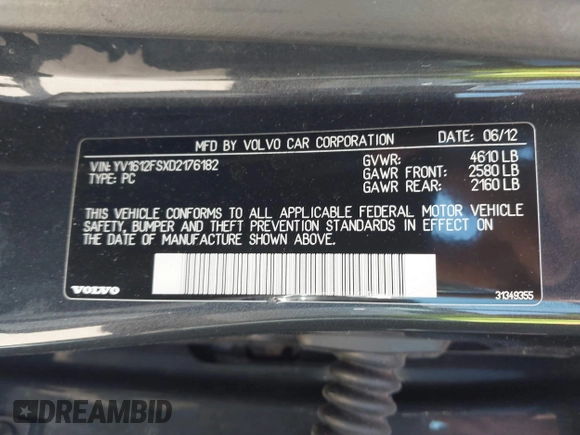 MFD BY VOLVO CAR CORPORATION DATE: 06/12
VIN: YV1612FSXD2176182 GVWR: 4610 LB
TYPE: PC GAWR FRONT: 2580 LB
GAWR REAR: 2160 LB
THIS VEHICLE CONFORMS TO ALL APPLICABLE FEDERAL MOTOR VEHICLE
SAFETY, BUMPER AND THEFT PREVENTION STANDARDS IN EFFECT ON
THE DATE OF MANUFACTURE SHOWN ABOVE.
VOLVO 31349355
DREAMBID